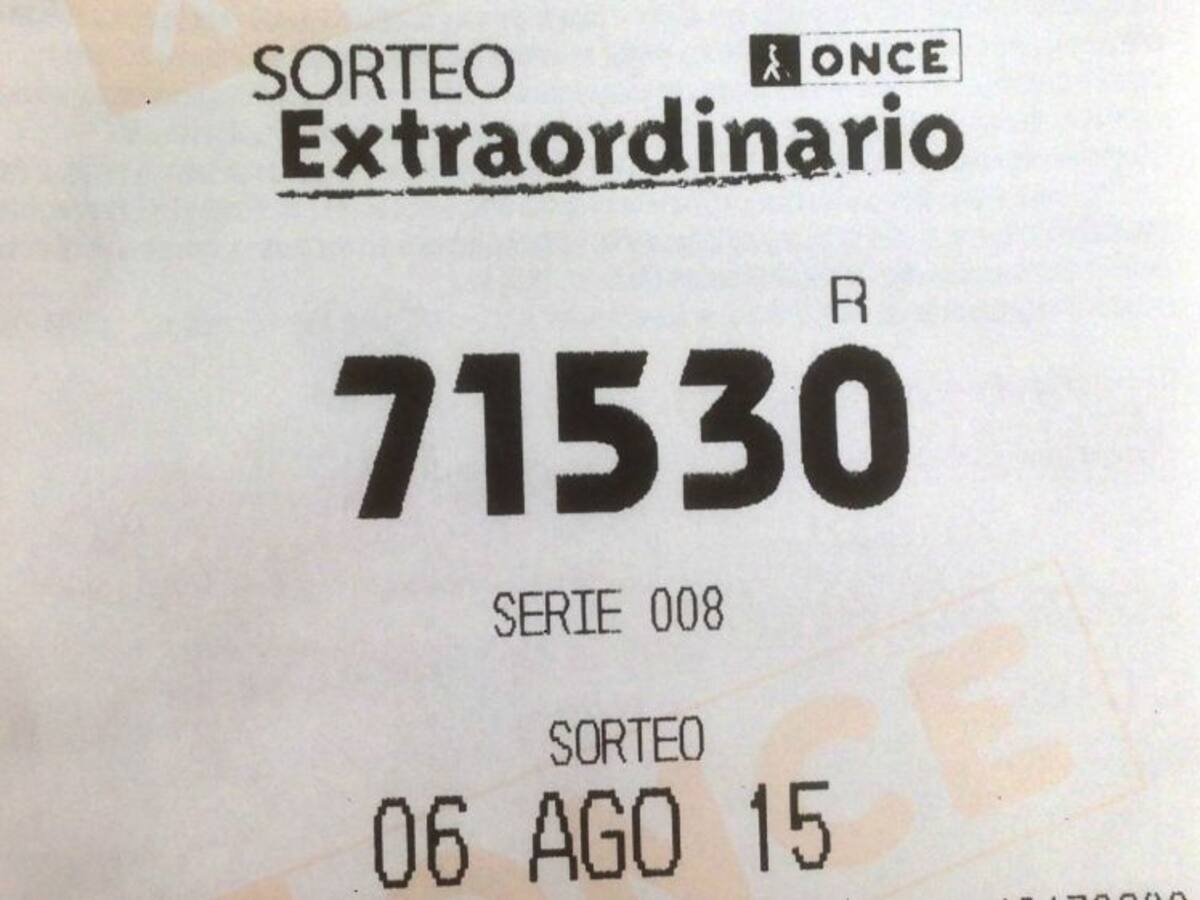 SORTEO
ONCE
Extraordinario
R
71530
SERIE 008
SORTEO
06 AGO 15